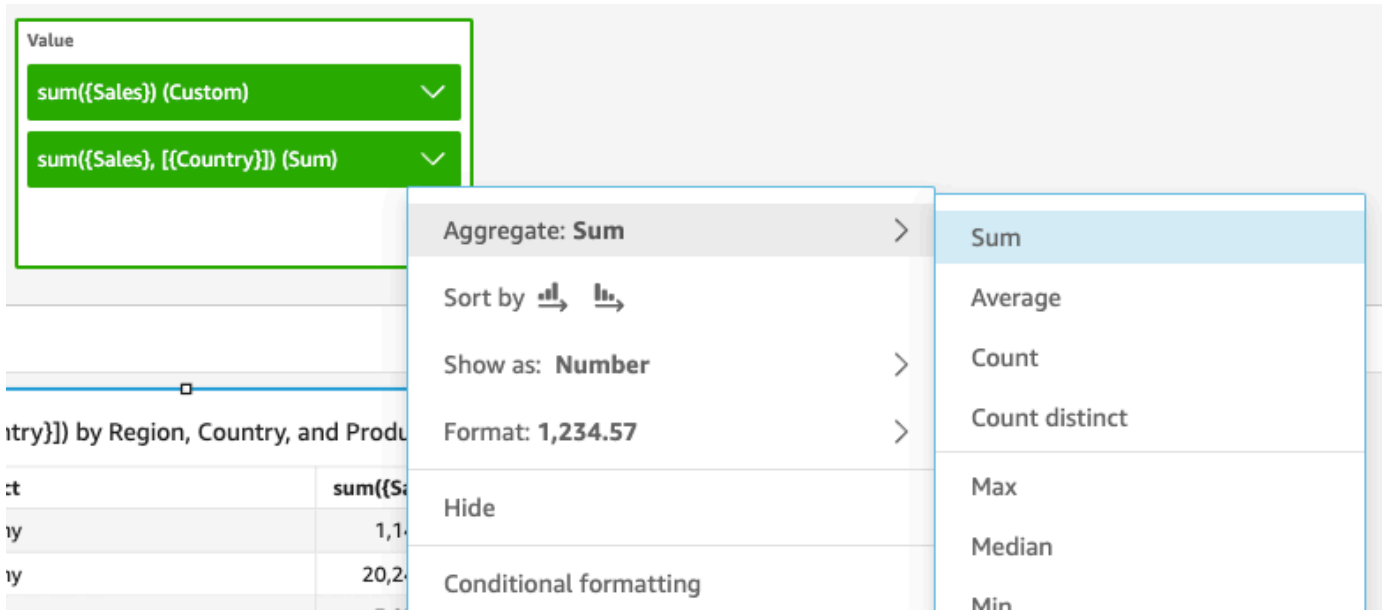 Value
sum({Sales}) (Custom)
sum({Sales}, [{Country}]) (Sum)
Aggregate: Sum
Sort by
Show as: Number
Format: 1,234.57
Hide
Conditional formatting
Sum
Average
Count
Count distinct
Max
Median
Min
ntry}]) by Region, Country, and Produ
ct sum({Sa
ny 1,14
ny 20,24